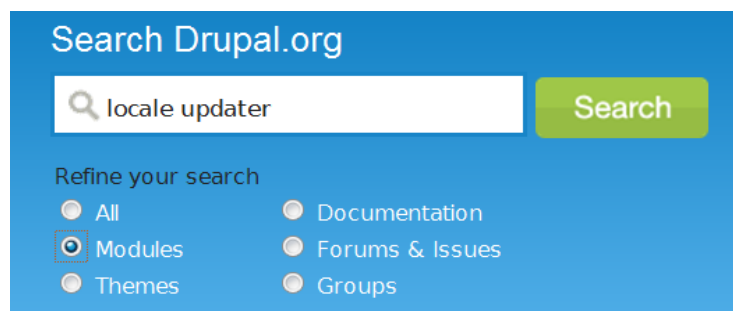 Search Drupal.org
locale updater
Search
Refine your search
All
Documentation
Modules
Forums & Issues
Themes
Groups